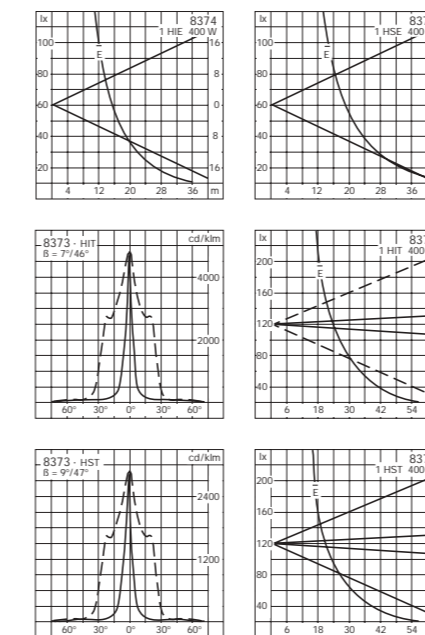 lx 8374
1 HIE 400 W
100 E 16
80 8
60 0
40 8
20 16
4 12 20 28 36 m
lx 837
1 HSE 400
100 E
80
60
40
20
4 12 20 28 36
8373 - HIT cd/klm
ß = 7°/46°
4000
2000
60° 30° 0° 30° 60°
lx 837
1 HIT 400
200 E
160
120
80
40
6 18 30 42 54
8373 - HST cd/klm
ß = 9°/47°
2400
1200
60° 30° 0° 30° 60°
lx 837
1 HST 400
200
E
160
120
80
40
6 18 30 42 54